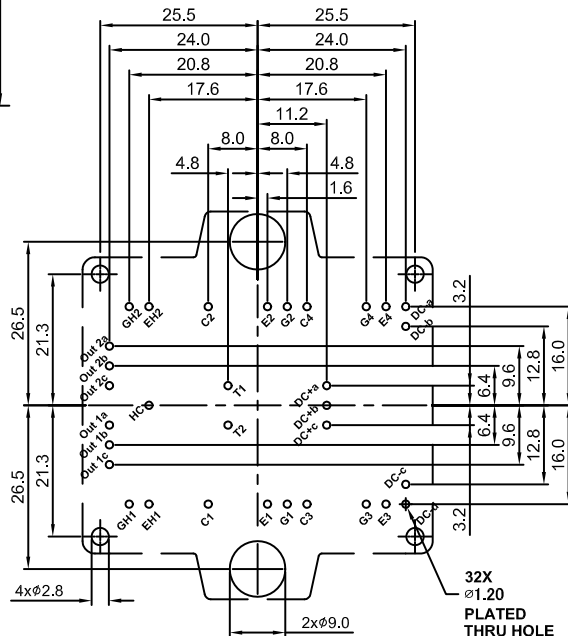 25.5 25.5
24.0 24.0
20.8 20.8
17.6 17.6
11.2
8.0 8.0
4.8 4.8
1.6
3.2
26.5
21.3
GH2 EH2 C2 E2 G2 C4 G4 E4 DC-a
DC-b
Out 2a
Out 2b
Out 2c
T1 DC+a
HC DC+b
T2 DC+c
Out 1a
Out 1b
Out 1c
6.4 9.6 12.8 16.0
6.4 9.6 12.8 16.0
3.2
26.5
21.3
DC-c
GH1 EH1 C1 E1 G1 C3 G3 E3 DC-d
4xø2.8
2xø9.0
32X
ø1.20
PLATED
THRU HOLE